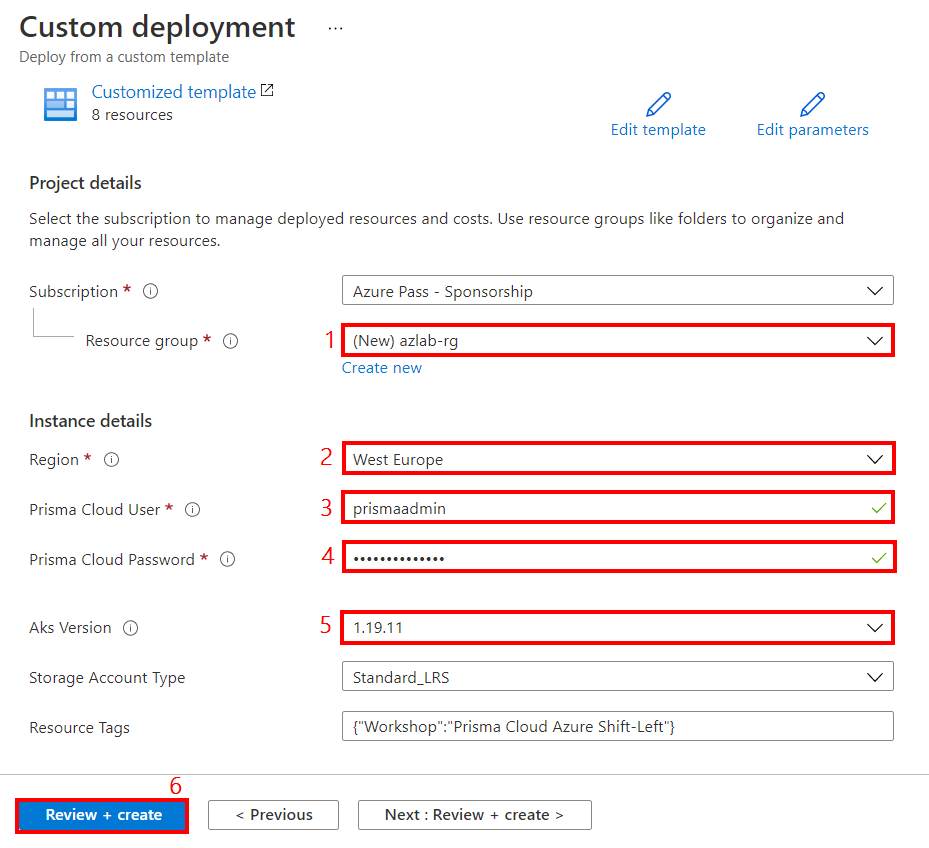 Custom deployment ...
Deploy from a custom template
Customized template
8 resources
Edit template
Edit parameters
Project details
Select the subscription to manage deployed resources and costs. Use resource groups like folders to organize and
manage all your resources.
Subscription * Azure Pass - Sponsorship
Resource group * 1 (New) azlab-rg
Create new
Instance details
Region * 2 West Europe
Prisma Cloud User * 3 prismaadmin
Prisma Cloud Password * 4 ••••••••••••••
Aks Version 5 1.19.11
Storage Account Type Standard_LRS
Resource Tags {"Workshop":"Prisma Cloud Azure Shift-Left"}
6
Review + create < Previous Next : Review + create >